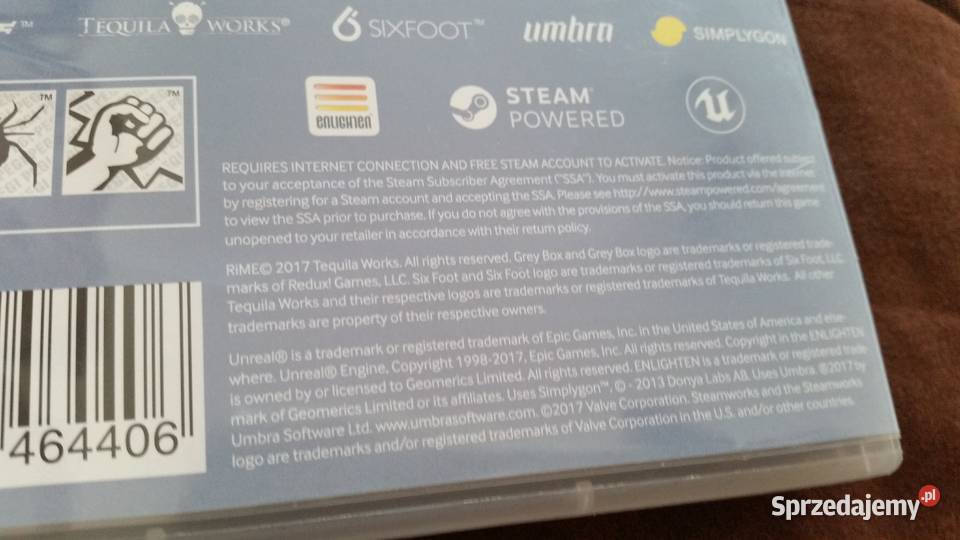 TEQUILA WORKS®
SIXFOOT™
umbra
SIMPLYGON
™
™
™
ENLIGHTEN
STEAM®
POWERED
REQUIRES INTERNET CONNECTION AND FREE STEAM ACCOUNT TO ACTIVATE. Notice: Product offered subject
to your acceptance of the Steam Subscriber Agreement ("SSA"). You must activate this product via the Internet
by registering for a Steam account and accepting the SSA. Please see http://www.steampowered.com/agreement
to view the SSA prior to purchase. If you do not agree with the provisions of the SSA, you should return this game
unopened to your retailer in accordance with their return policy.
RiME© 2017 Tequila Works. All rights reserved. Grey Box and Grey Box logo are trademarks or registered trade-
marks of Redux! Games, LLC. Six Foot and Six Foot logo are trademarks or registered trademarks of Six Foot, LLC.
Tequila Works and their respective logos are trademarks or registered trademarks of Tequila Works. All other
trademarks are property of their respective owners.
Unreal® is a trademark or registered trademark of Epic Games, Inc. in the United States of America and else-
where. Unreal® Engine, Copyright 1998-2017, Epic Games, Inc. All rights reserved. Copyright in the ENLIGHTEN
is owned by or licensed to Geomerics Limited. All rights reserved. ENLIGHTEN is a trademark or registered trade
mark of Geomerics Limited or its affiliates. Uses Simplygon™, © - 2013 Donya Labs AB. Uses Umbra. ©2017 by
Umbra Software Ltd. www.umbrasoftware.com. ©2017 Valve Corporation. Steamworks and the Steamworks
logo are trademarks and/or registered trademarks of Valve Corporation in the U.S. and/or other countries.
464406
Sprzedajemy.pl